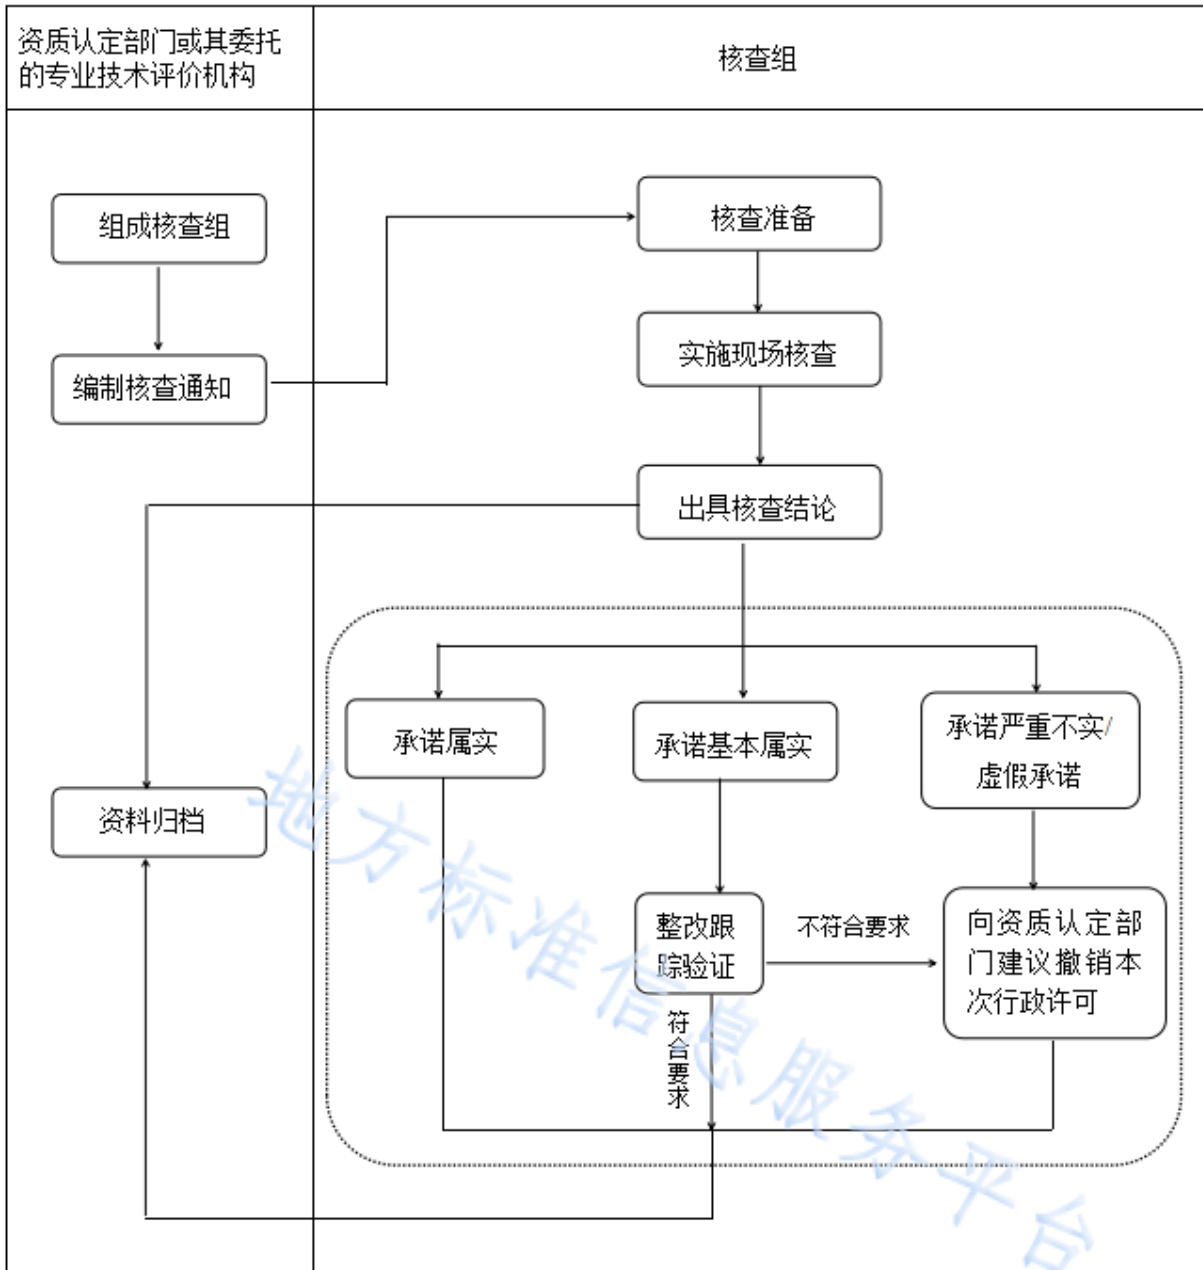 资质认定部门或其委托
的专业技术评价机构
核查组
组成核查组
核查准备
实施现场核查
编制核查通知
出具核查结论
承诺属实
承诺基本属实
承诺严重不实/
虚假承诺
资料归档
整改跟
踪验证
不符合要求
向资质认定部
门建议撤销本
次行政许可
符合要求
地方标准信息服务平台